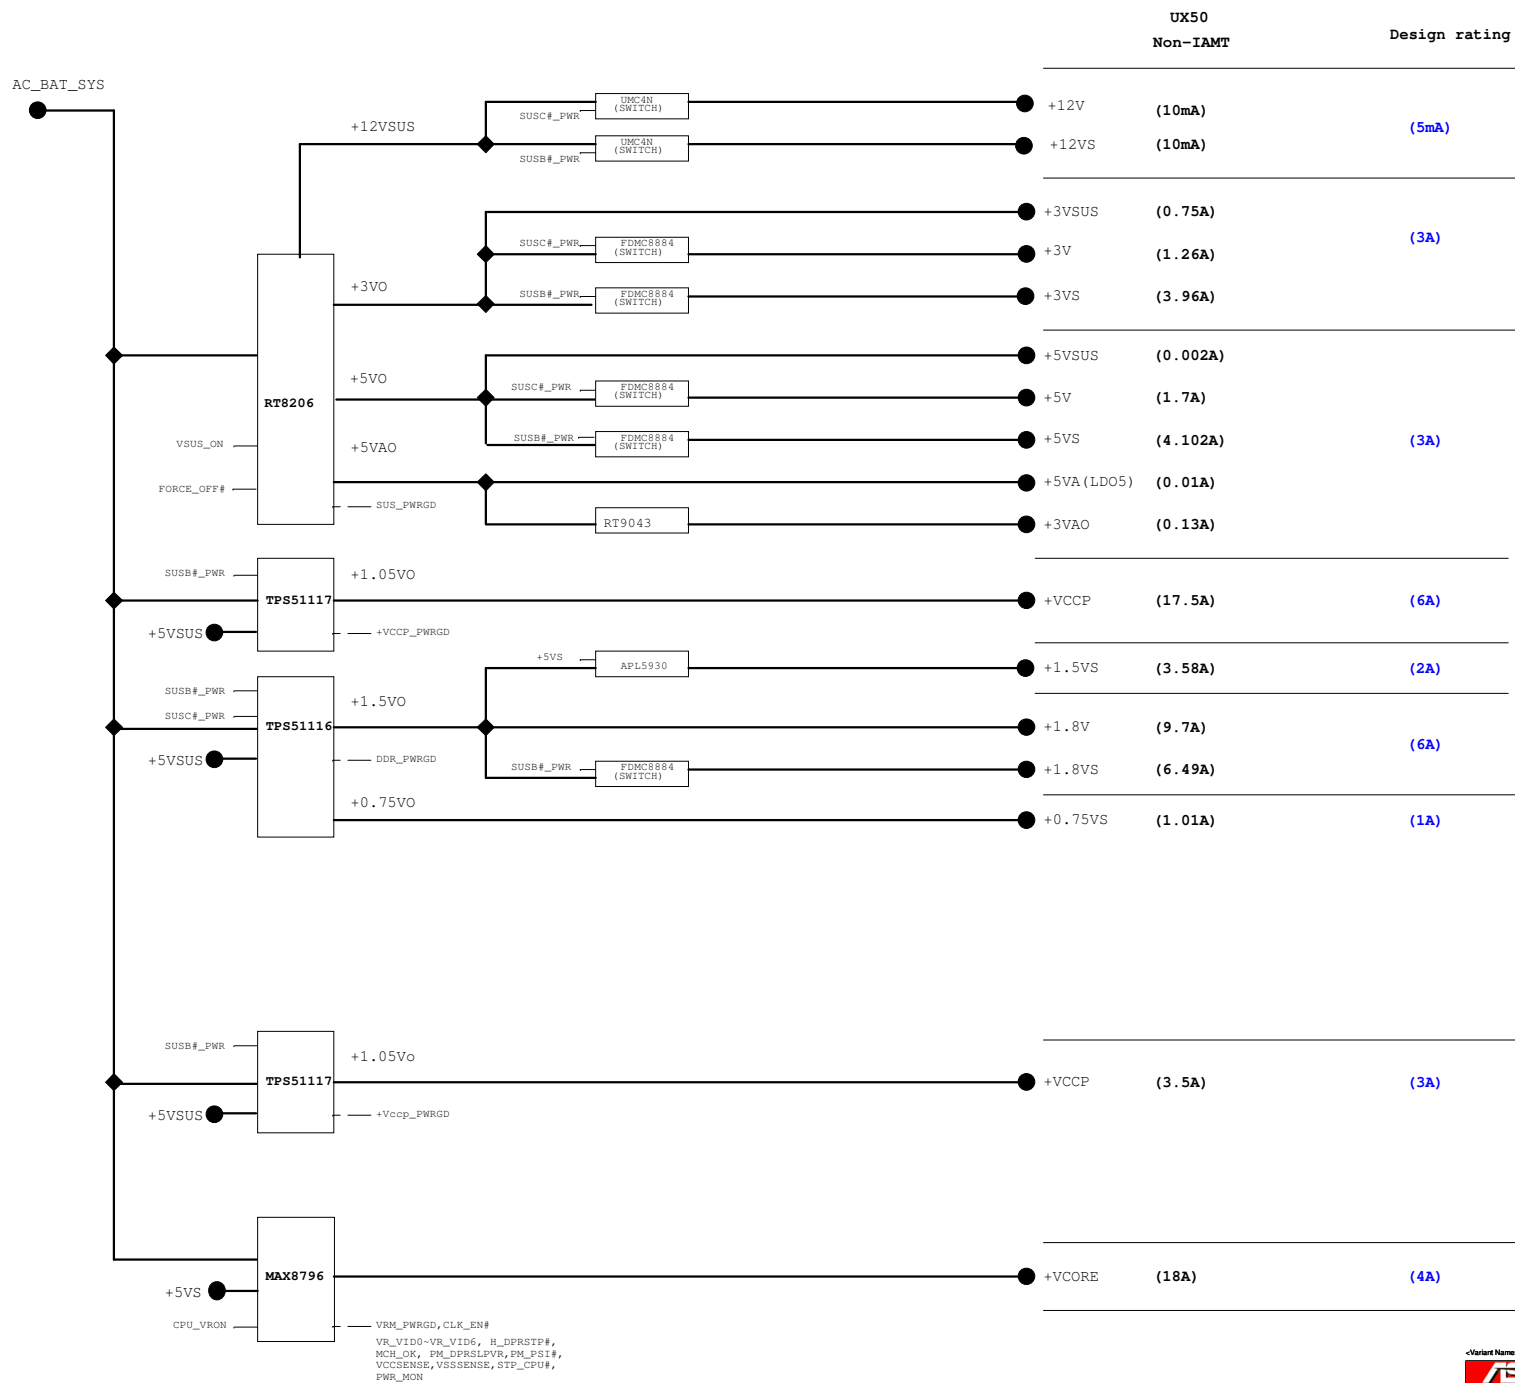 UX50
Non-IAMT
Design rating
AC_BAT_SYS
+12VSUS
SUSC#_PWR
UMC4N
(SWITCH)
+12V
(10mA)
(5mA)
SUSB#_PWR
UMC4N
(SWITCH)
+12VS
(10mA)
+3VSUS
(0.75A)
(3A)
SUSC#_PWR
FDMC8884
(SWITCH)
+3V
(1.26A)
+3VO
SUSB#_PWR
FDMC8884
(SWITCH)
+3VS
(3.96A)
+5VSUS
(0.002A)
+5VO
SUSC#_PWR
FDMC8884
(SWITCH)
+5V
(1.7A)
RT8206
VSUS_ON
+5VAO
SUSB#_PWR
FDMC8884
(SWITCH)
+5VS
(4.102A)
(3A)
FORCE_OFF#
+5VA(LDO5)
(0.01A)
SUS_PWRGD
RT9043
+3VAO
(0.13A)
SUSB#_PWR
+1.05VO
TPS51117
+VCCP
(17.5A)
(6A)
+5VSUS
+VCCP_PWRGD
+5VS
APL5930
+1.5VS
(3.58A)
(2A)
SUSB#_PWR
+1.5VO
SUSC#_PWR
TPS51116
+1.8V
(9.7A)
(6A)
+5VSUS
DDR_PWRGD
SUSB#_PWR
FDMC8884
(SWITCH)
+1.8VS
(6.49A)
+0.75VO
+0.75VS
(1.01A)
(1A)
SUSB#_PWR
+1.05Vo
TPS51117
+VCCP
(3.5A)
(3A)
+5VSUS
+Vccp_PWRGD
MAX8796
+VCORE
(18A)
(4A)
+5VS
CPU_VRON
VRM_PWRGD,CLK_EN#
VR_VID0~VR_VID6, H_DPRSTP#,
MCH_OK, PM_DPRSLPVR,PM_PSI#,
VCCSENSE,VSSSENSE,STP_CPU#,
PWR_MON
<Variant Name